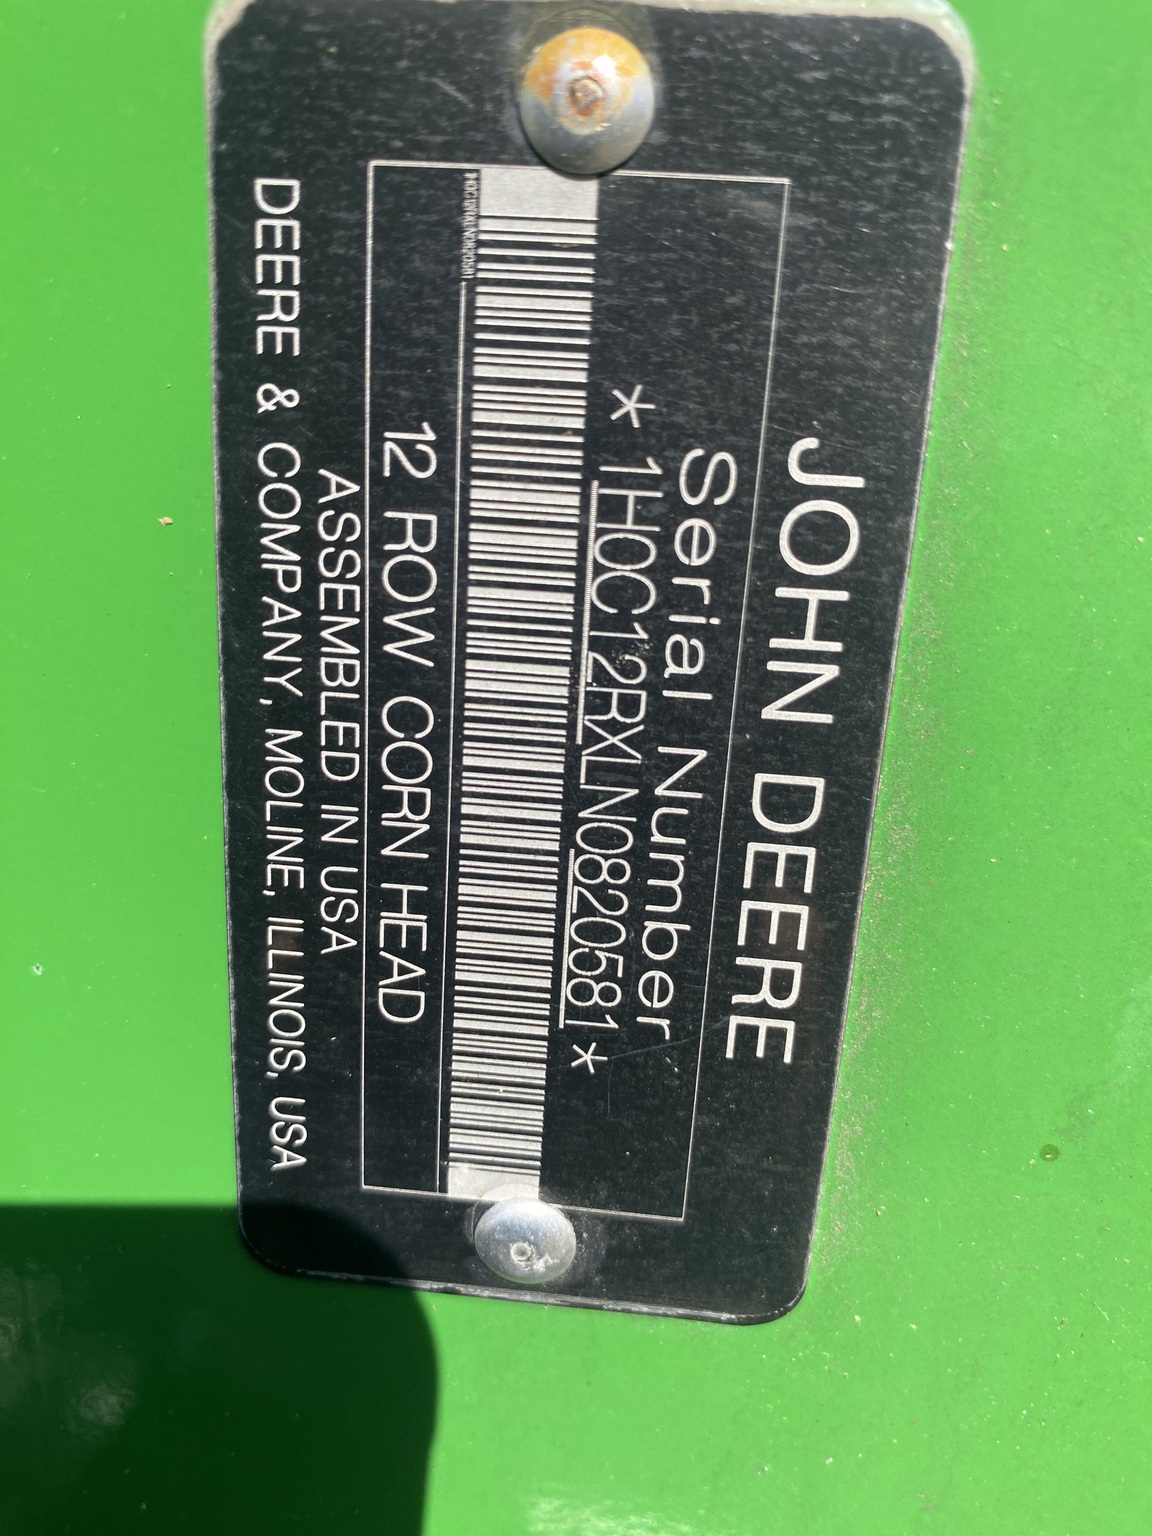 JOHN DEERE
Serial Number
* 1H0C12RXLN0820581 *
12 ROW CORN HEAD
ASSEMBLED IN USA
DEERE & COMPANY, MOLINE, ILLINOIS, USA